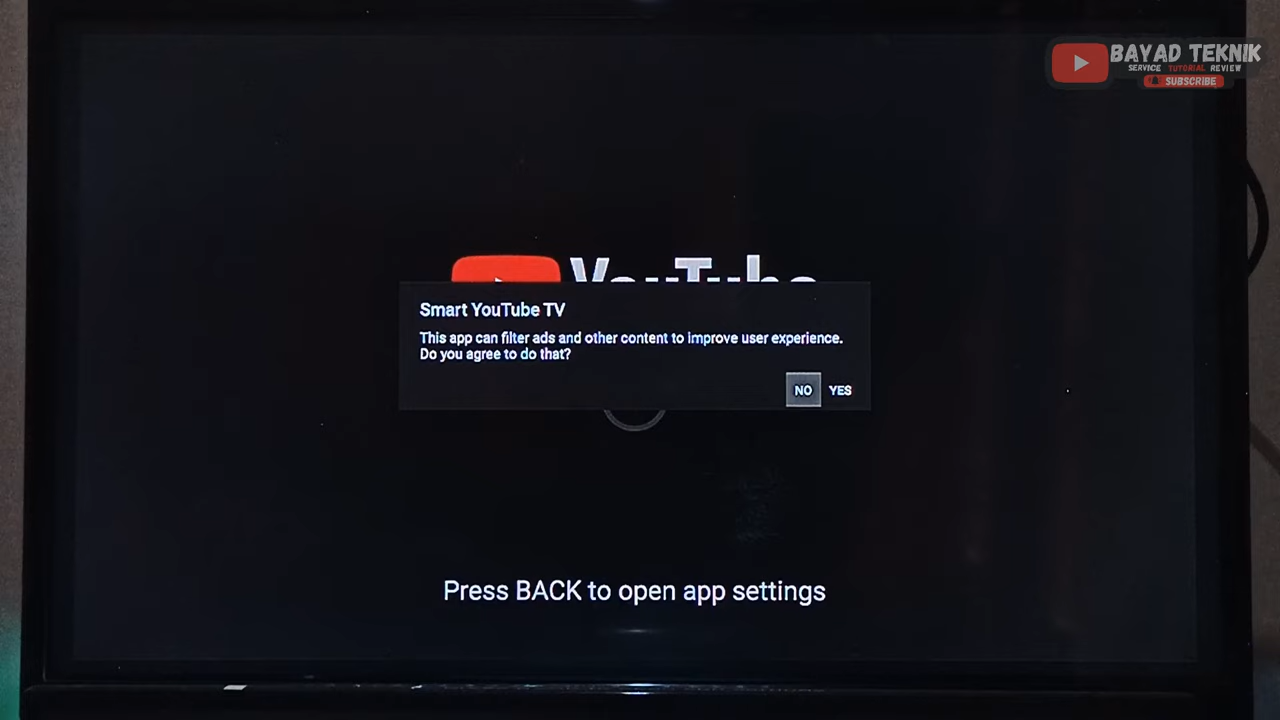 BAYAD TEKNIK
SERVICE TUTORIAL REVIEW
SUBSCRIBE
YouTube
Smart YouTube TV
This app can filter ads and other content to improve user experience.
Do you agree to do that?
NO YES
Press BACK to open app settings